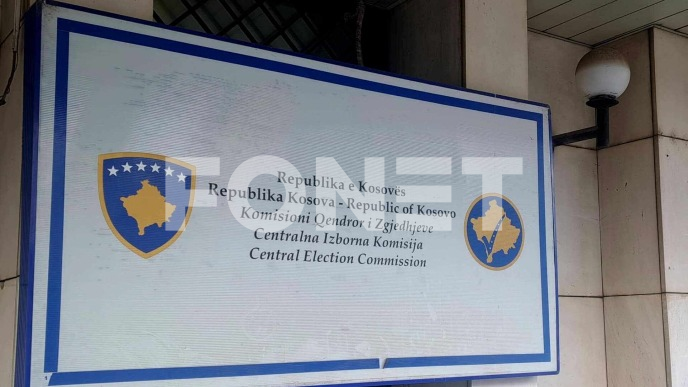 FONET
Republika e Kosovës
Republika Kosova - Republic of Kosovo
Komisioni Qendror i Zgjedhjeve
Centralna Izborna Komisija
Central Election Commission